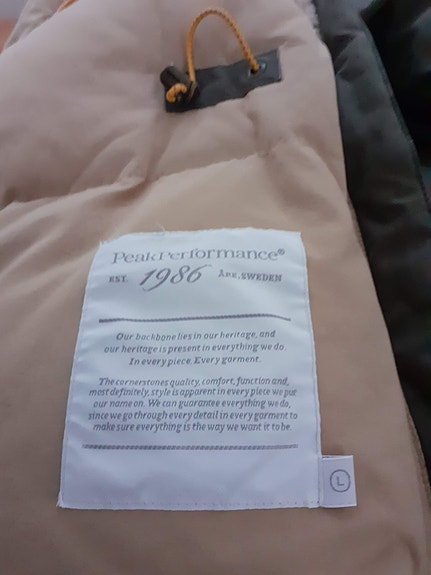 PeakPerformance®
EST. 1986 ÅRE. SWEDEN
Our backbone lies in our heritage, and
our heritage is present in everything we do.
In every piece. Every garment.
The cornerstones quality, comfort, function and,
most definitely, style is apparent in every piece we put
our name on. We can guarantee everything we do,
since we go through every detail in every garment to
make sure everything is the way we want it to be.
L